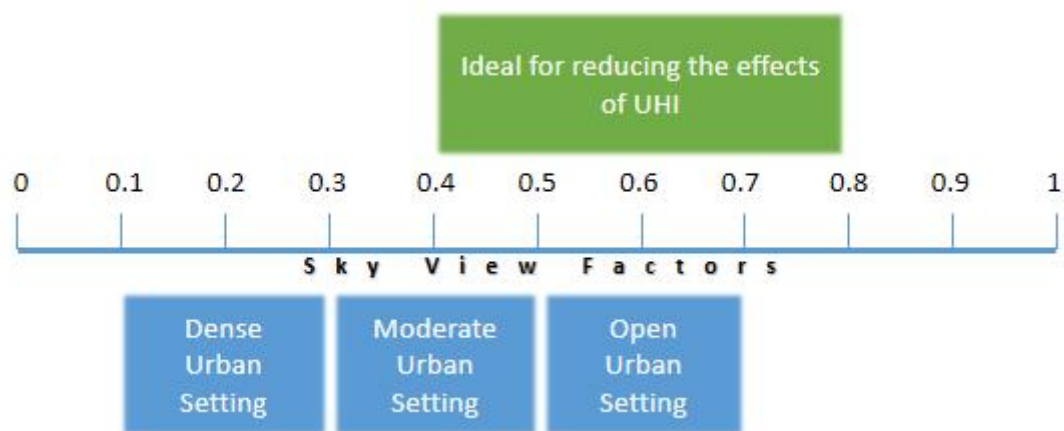 Ideal for reducing the effects
of UHI
0 0.1 0.2 0.3 0.4 0.5 0.6 0.7 0.8 0.9 1
Sky View Factors
Dense
Urban
Setting
Moderate
Urban
Setting
Open
Urban
Setting